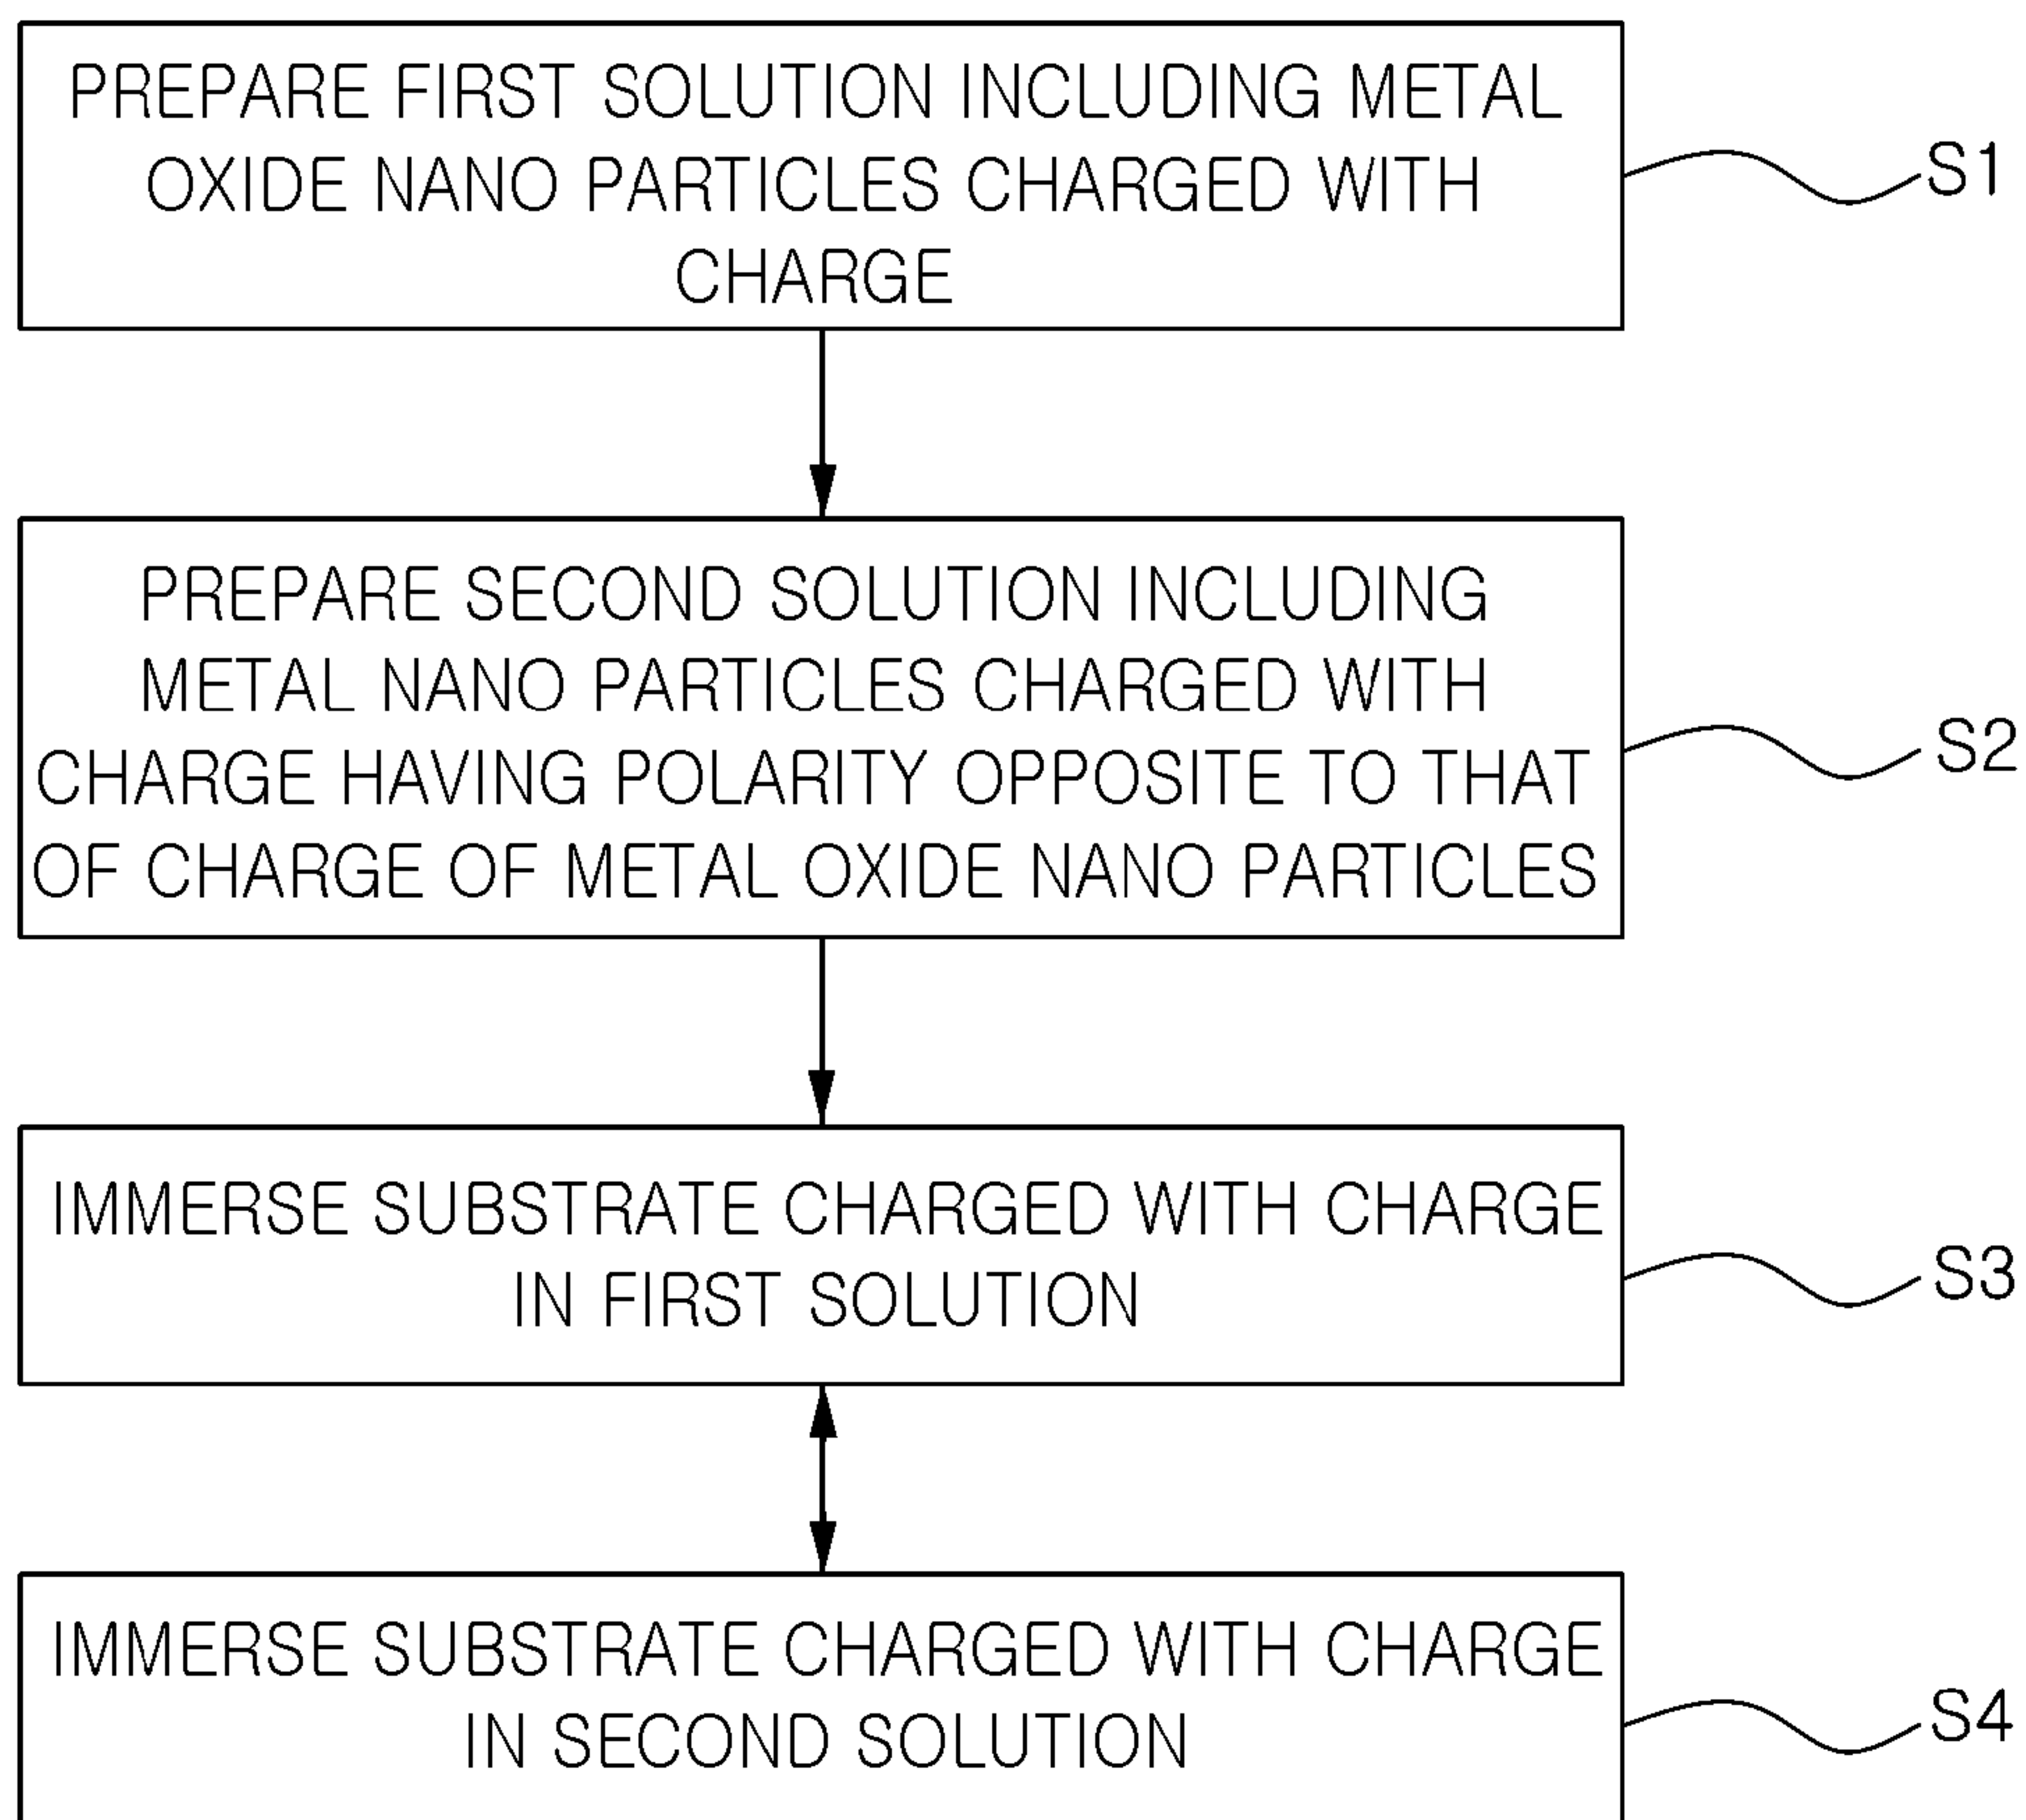 PREPARE FIRST SOLUTION INCLUDING METAL
OXIDE NANO PARTICLES CHARGED WITH
CHARGE
S1
PREPARE SECOND SOLUTION INCLUDING
METAL NANO PARTICLES CHARGED WITH
CHARGE HAVING POLARITY OPPOSITE TO THAT
OF CHARGE OF METAL OXIDE NANO PARTICLES
S2
IMMERSE SUBSTRATE CHARGED WITH CHARGE
IN FIRST SOLUTION
S3
IMMERSE SUBSTRATE CHARGED WITH CHARGE
IN SECOND SOLUTION
S4